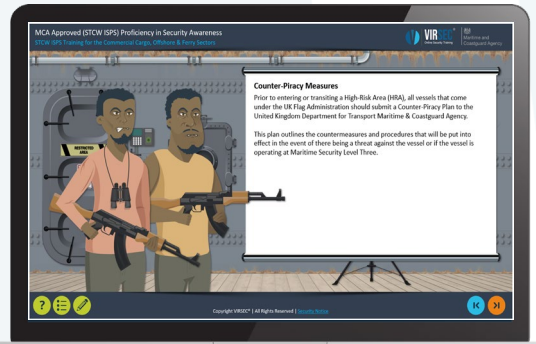 MCA Approved (STCW ISPS) Proficiency in Security Awareness
STCW ISPS Training for the Commercial Cargo, Offshore & Ferry Sectors
VIRSEC®
Online Security Training
Maritime and
Coastguard Agency
Counter-Piracy Measures
Prior to entering or transiting a High-Risk Area (HRA), all vessels that come
under the UK Flag Administration should submit a Counter-Piracy Plan to the
United Kingdom Department for Transport Maritime & Coastguard Agency.
This plan outlines the countermeasures and procedures that will be put into
effect in the event of there being a threat against the vessel or if the vessel is
operating at Maritime Security Level Three.
RESTRICTED
AREA
?
Copyright VIRSEC® | All Rights Reserved | Security Notice